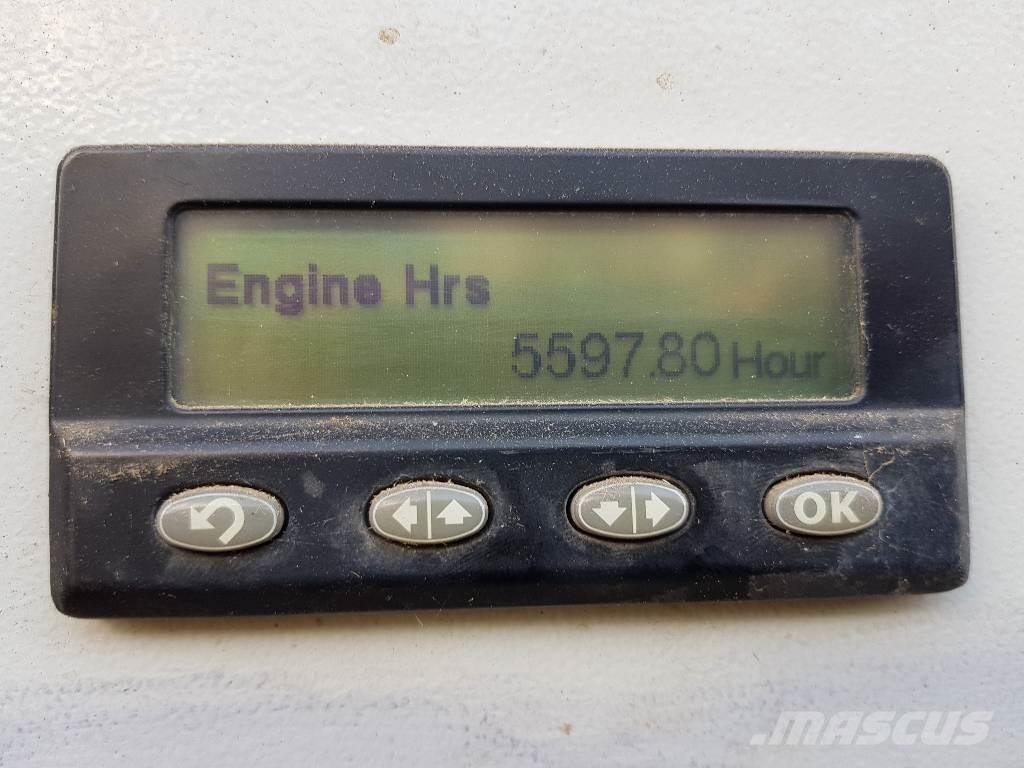 Engine Hrs
5597.80 Hour
OK
MASCUS